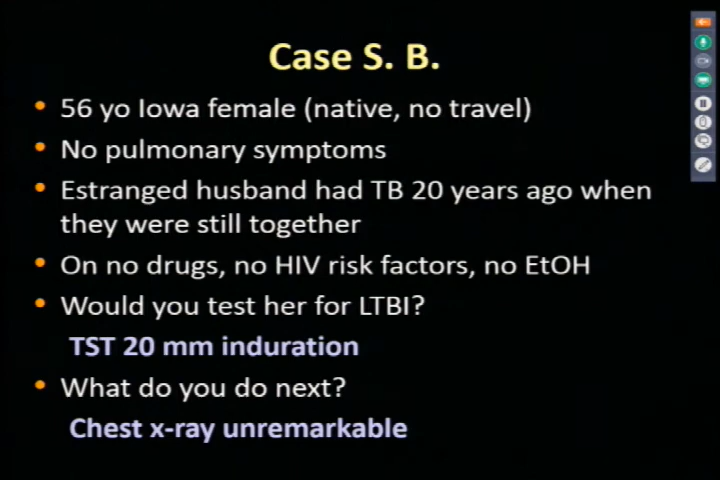 Case S. B.
• 56 yo Iowa female (native, no travel)
• No pulmonary symptoms
• Estranged husband had TB 20 years ago when
they were still together
• On no drugs, no HIV risk factors, no EtOH
• Would you test her for LTBI?
TST 20 mm induration
• What do you do next?
Chest x-ray unremarkable